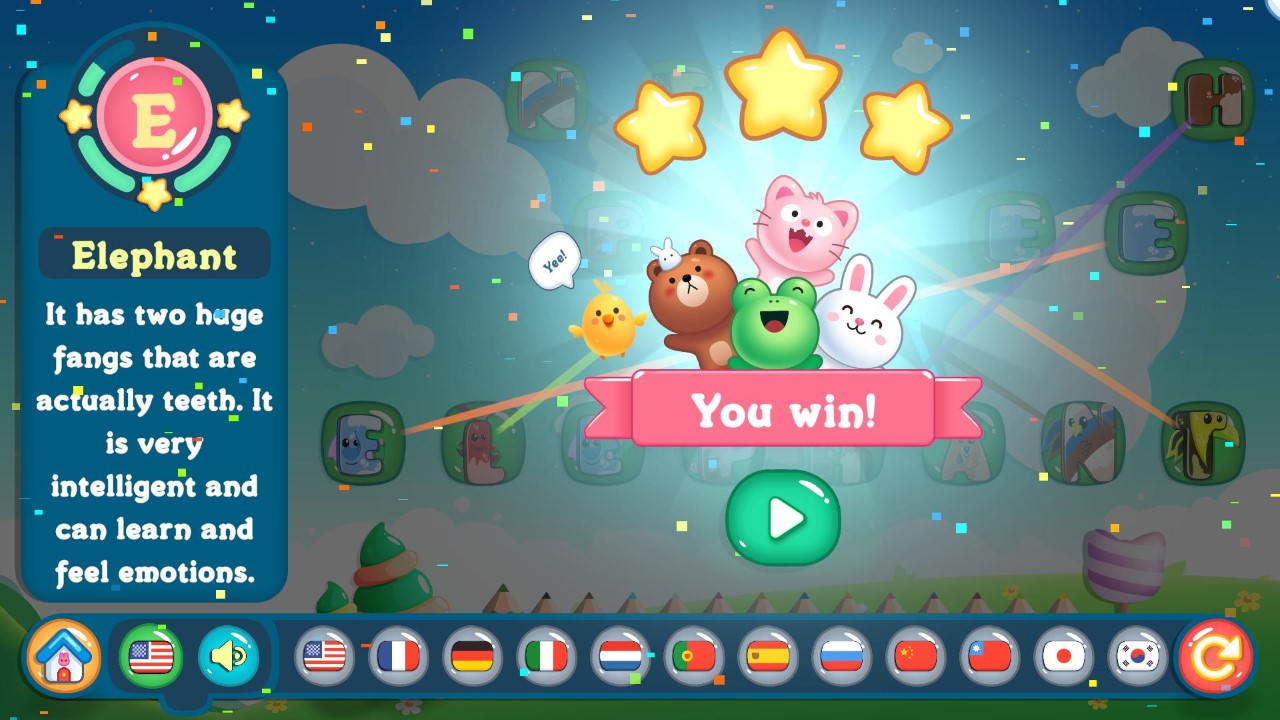 E
Elephant
It has two huge
fangs that are
actually teeth. It
is very
intelligent and
can learn and
feel emotions.
Yee!
You win!
N H
P E E
E L E P H A N T